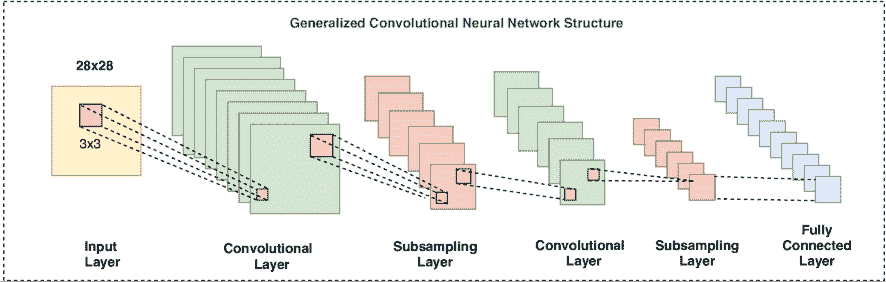 Generalized Convolutional Neural Network Structure
28x28
3x3
Input
Layer
Convolutional
Layer
Subsampling
Layer
Convolutional
Layer
Subsampling
Layer
Fully
Connected
Layer